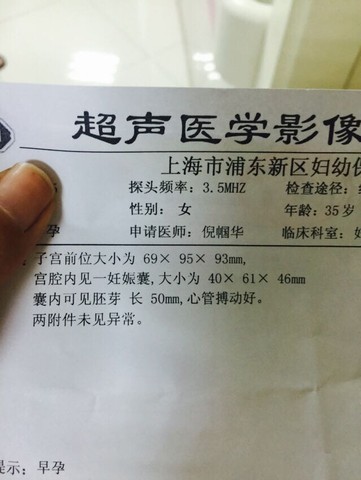 超声医学影像
上海市浦东新区妇幼保
探头频率：3.5MHZ 检查途径：
性别：女 年龄：35岁
孕 申请医师：倪帼华 临床科室：
子宫前位大小为 69× 95× 93mm,
宫腔内见一妊娠囊,大小为 40× 61× 46mm
囊内可见胚芽 长 50mm,心管搏动好。
两附件未见异常。
示：早孕